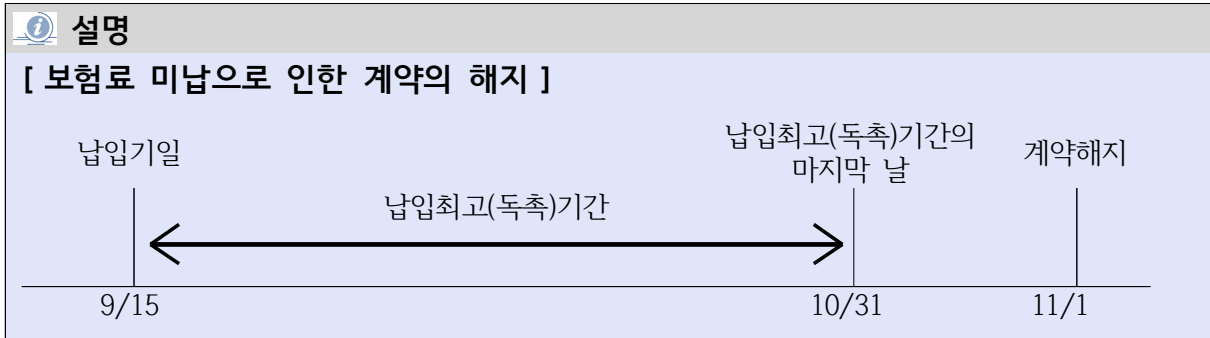 설명
[ 보험료 미납으로 인한 계약의 해지 ]
납입기일
납입최고(독촉)기간의
마지막 날
계약해지
납입최고(독촉)기간
9/15
10/31
11/1